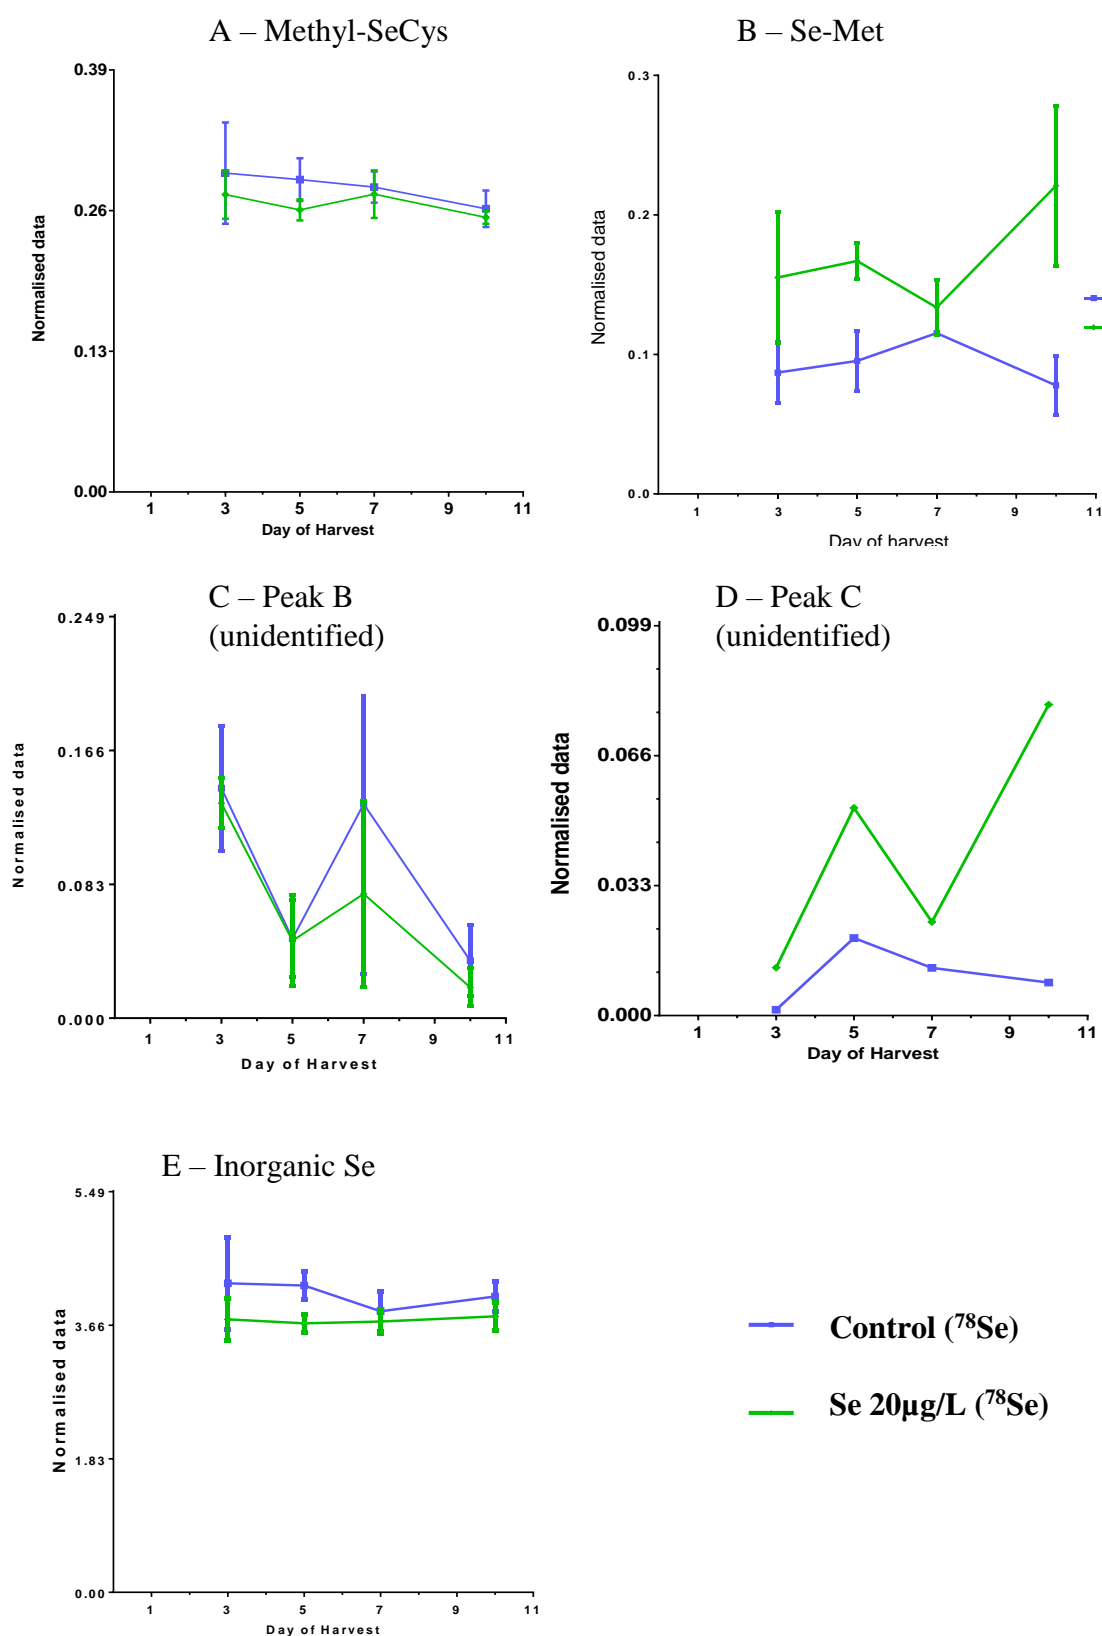 A – Methyl-SeCys
0.39
0.26
0.13
0.00
Normalised data
1 3 5 7 9 11
Day of Harvest
B – Se-Met
0.3
0.2
0.1
0.0
Normalised data
1 3 5 7 9 11
Day of harvest
C – Peak B
(unidentified)
0.249
0.166
0.083
0.000
Normalised data
1 3 5 7 9 11
Day of Harvest
D – Peak C
(unidentified)
0.099
0.066
0.033
0.000
Normalised data
1 3 5 7 9 11
Day of Harvest
E – Inorganic Se
5.49
3.66
1.83
0.00
Normalised data
1 3 5 7 9 11
Day of Harvest
Control (⁷⁸Se)
Se 20µg/L (⁷⁸Se)